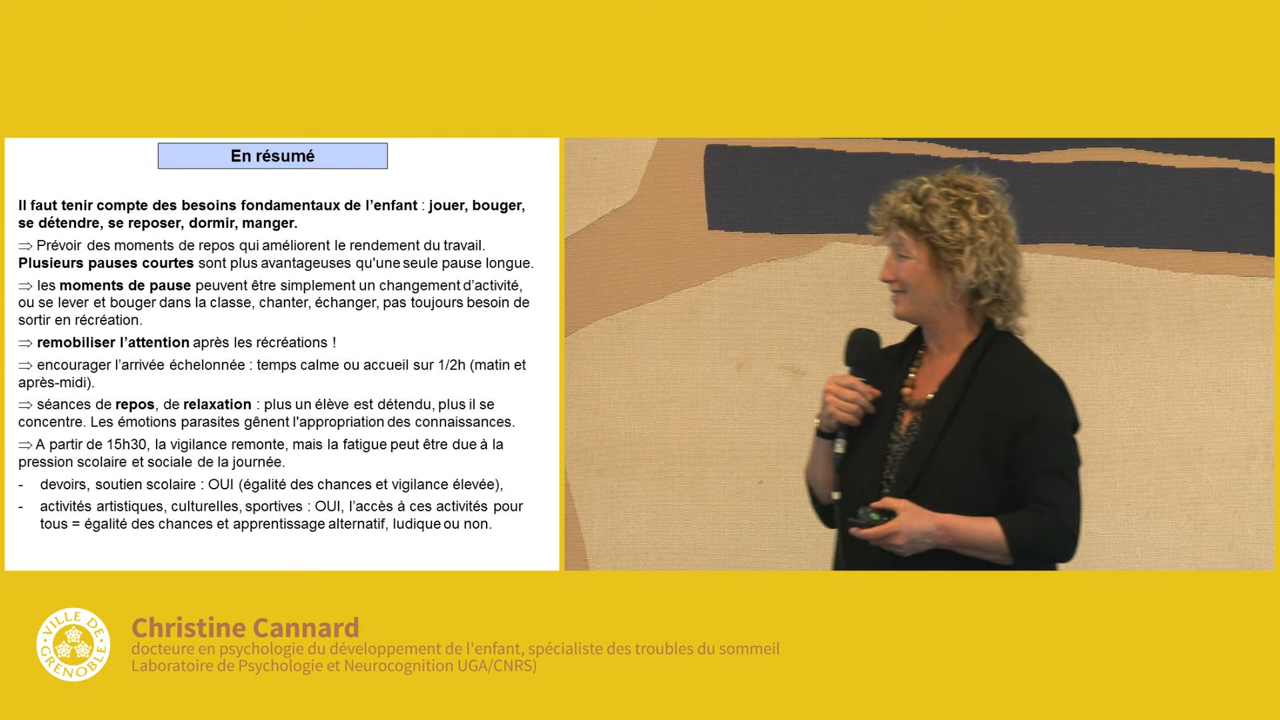 En résumé
Il faut tenir compte des besoins fondamentaux de l'enfant : jouer, bouger,
se détendre, se reposer, dormir, manger.
⇒ Prévoir des moments de repos qui améliorent le rendement du travail.
Plusieurs pauses courtes sont plus avantageuses qu'une seule pause longue.
⇒ les moments de pause peuvent être simplement un changement d'activité,
ou se lever et bouger dans la classe, chanter, échanger, pas toujours besoin de
sortir en récréation.
⇒ remobiliser l'attention après les récréations !
⇒ encourager l'arrivée échelonnée : temps calme ou accueil sur 1/2h (matin et
après-midi).
⇒ séances de repos, de relaxation : plus un élève est détendu, plus il se
concentre. Les émotions parasites gênent l'appropriation des connaissances.
⇒ A partir de 15h30, la vigilance remonte, mais la fatigue peut être due à la
pression scolaire et sociale de la journée.
- devoirs, soutien scolaire : OUI (égalité des chances et vigilance élevée),
- activités artistiques, culturelles, sportives : OUI, l'accès à ces activités pour
tous = égalité des chances et apprentissage alternatif, ludique ou non.
VILLE DE GRENOBLE
Christine Cannard
docteure en psychologie du développement de l'enfant, spécialiste des troubles du sommeil
Laboratoire de Psychologie et Neurocognition UGA/CNRS)